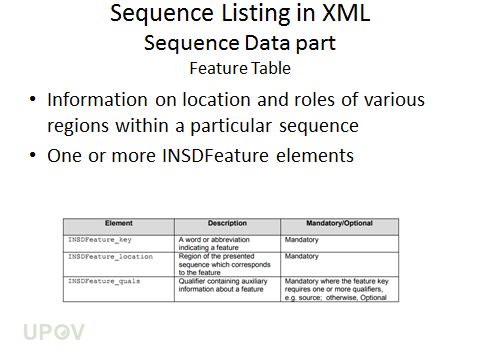 Sequence Listing in XML
Sequence Data part
Feature Table
• Information on location and roles of various
regions within a particular sequence
• One or more INSDFeature elements
Element Description Mandatory/Optional
INSDFeature_key A word or abbreviation Mandatory
indicating a feature
INSDFeature_location Region of the presented Mandatory
sequence which corresponds
to the feature
INSDFeature_quals Qualifier containing auxiliary Mandatory where the feature key
information about a feature requires one or more qualifiers,
e.g. source; otherwise, Optional
UPOV